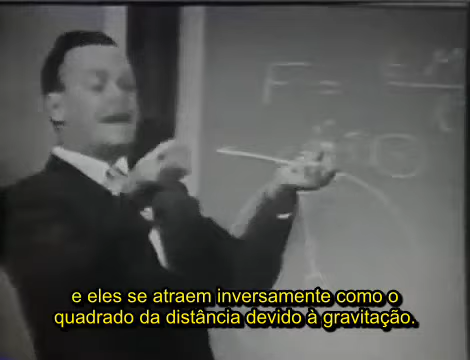 F=
e eles se atraem inversamente como o
quadrado da distância devido à gravitação.